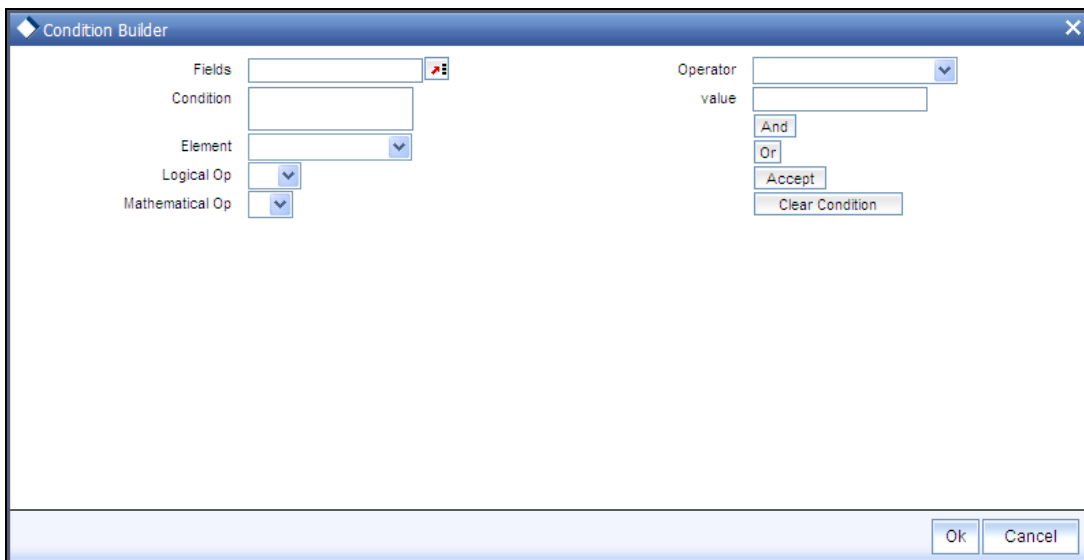 Condition Builder
Fields
Operator
Condition
value
And
Element
Or
Logical Op
Accept
Mathematical Op
Clear Condition
Ok
Cancel